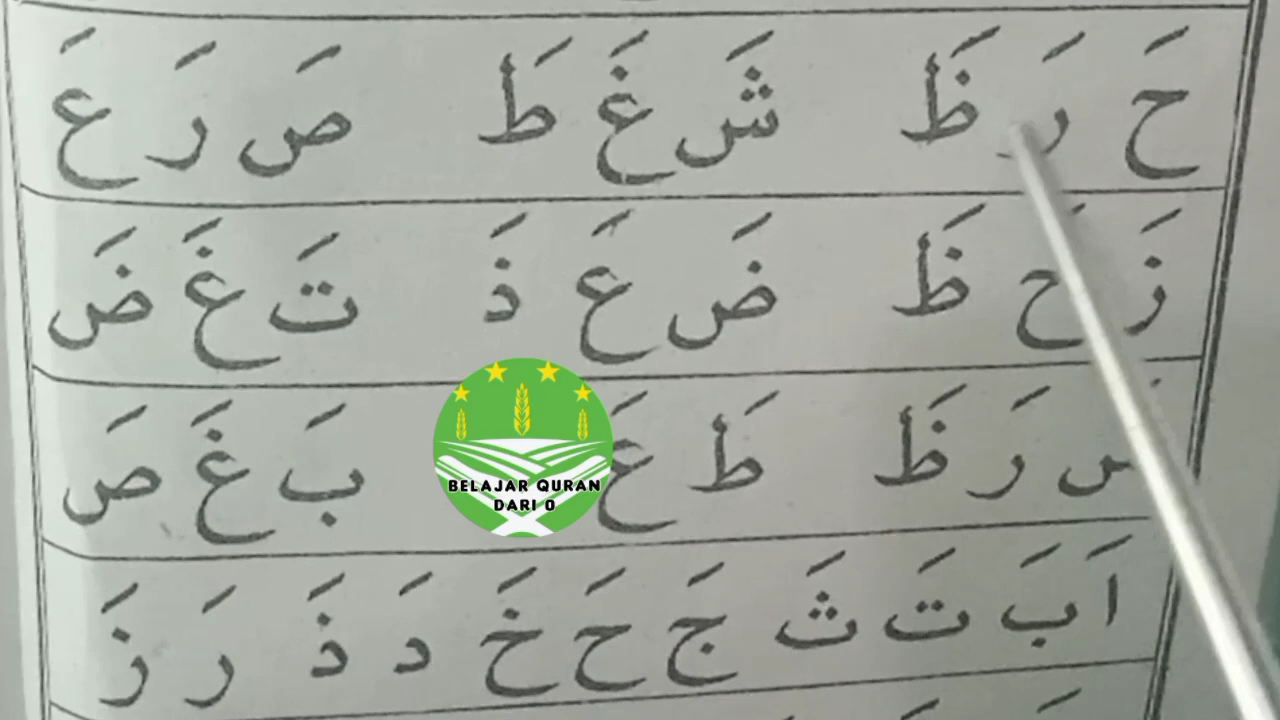 حَ رَ ظَ شَ غَ طَ صَ رَ عَ
زَ حَ ظَ ضَ عَ ذَ تَ غَ ضَ
رَ ظَ طَ عَ بَ غَ صَ
اَ بَ تَ ثَ جَ حَ خَ دَ ذَ رَ زَ
BELAJAR QURAN
DARI 0